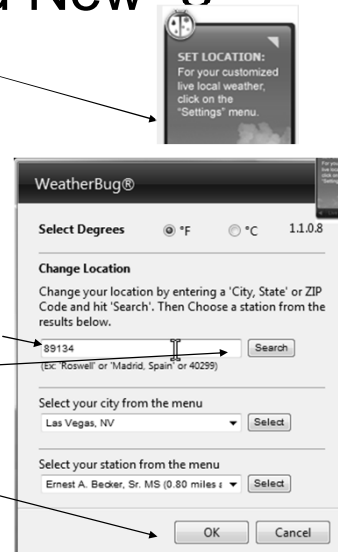 SET LOCATION:
For your customized
live local weather,
click on the
"Settings" menu.
WeatherBug®
Select Degrees °F °C 1.1.0.8
Change Location
Change your location by entering a 'City, State' or ZIP
Code and hit 'Search'. Then Choose a station from the
results below.
89134 Search
(Ex: 'Roswell' or 'Madrid, Spain' or 40299)
Select your city from the menu
Las Vegas, NV Select
Select your station from the menu
Ernest A. Becker, Sr. MS (0.80 miles Select
OK Cancel